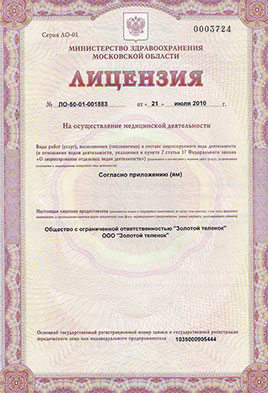 Серия ЛО-01
0003724
МИНИСТЕРСТВО ЗДРАВООХРАНЕНИЯ
МОСКОВСКОЙ ОБЛАСТИ
ЛИЦЕНЗИЯ
№ ЛО-50-01-001883 от « 21 » июля 2010 г.
На осуществление медицинской деятельности
Виды работ (услуг), выполняемых (оказываемых) в составе лицензируемого вида деятельности
(в отношении видов деятельности, указанных в пункте 2 статьи 17 Федерального закона
«О лицензировании отдельных видов деятельности»)
Согласно приложению (ям)
Настоящая лицензия предоставлена
Общество с ограниченной ответственностью "Золотой теленок"
ООО "Золотой теленок"
Основной государственный регистрационный номер записи о государственной регистрации
юридического лица или индивидуального предпринимателя 1035000905444